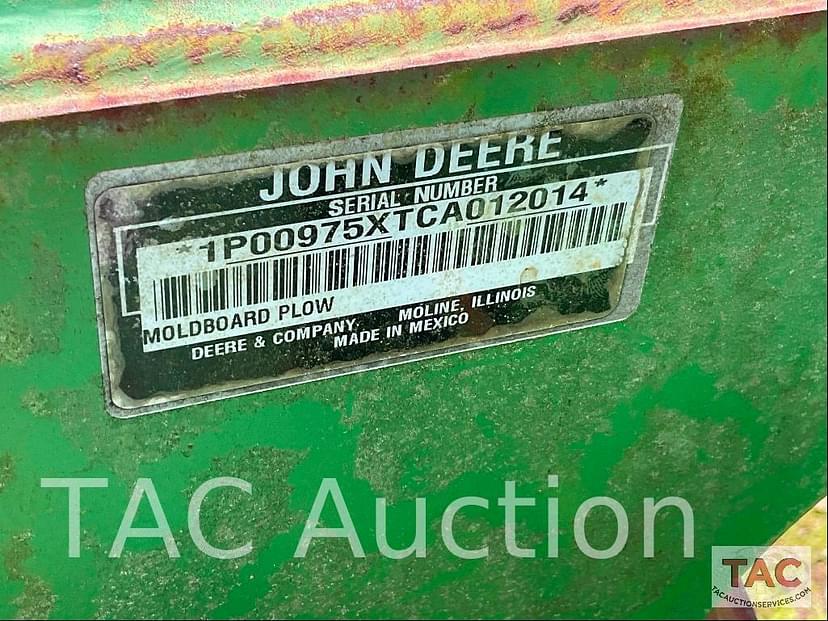 JOHN DEERE
SERIAL NUMBER
*1P00975XTCA012014*
MOLDBOARD PLOW
DEERE & COMPANY, MOLINE, ILLINOIS
MADE IN MEXICO
TAC Auction
TAC
TACAUCTIONSERVICES.COM